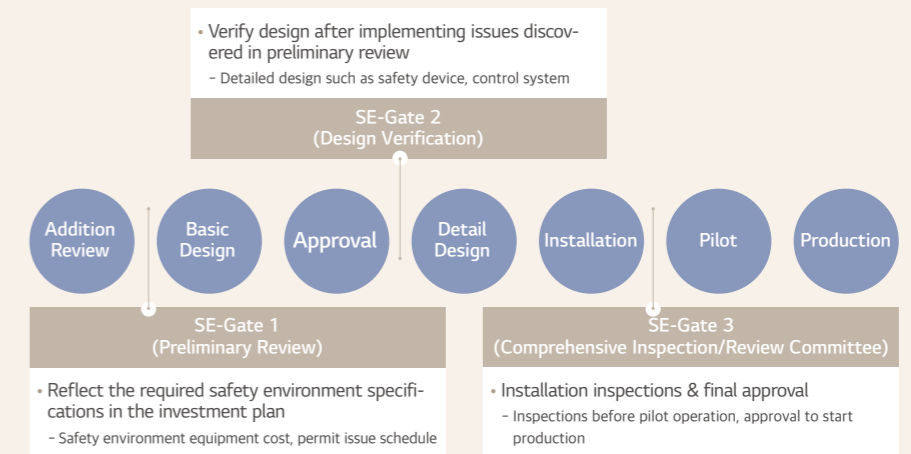 • Verify design after implementing issues discov-
ered in preliminary review
- Detailed design such as safety device, control system
SE-Gate 2
(Design Verification)
Addition
Review
Basic
Design
Approval
Detail
Design
Installation
Pilot
Production
SE-Gate 1
(Preliminary Review)
• Reflect the required safety environment specifi-
cations in the investment plan
- Safety environment equipment cost, permit issue schedule
SE-Gate 3
(Comprehensive Inspection/Review Committee)
• Installation inspections & final approval
- Inspections before pilot operation, approval to start
production